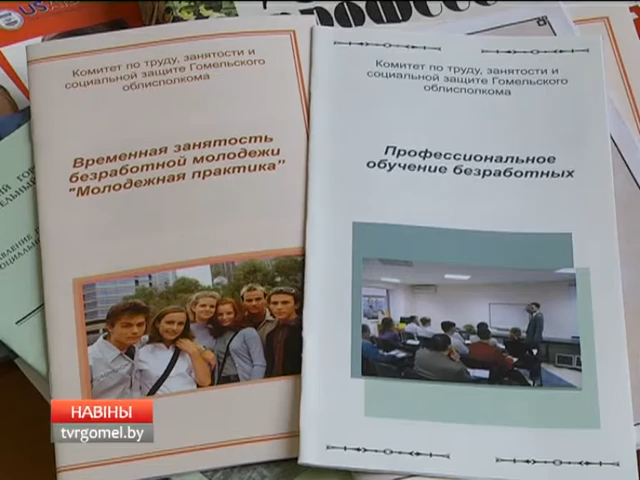 USAID
Комитет по труду, занятости и
социальной защите Гомельского
облисполкома
Временная занятость
безработной молодежи
"Молодежная практика"
Комитет по труду, занятости и
социальной защите Гомельского
облисполкома
Профессиональное
обучение безработных
НАВІНЫ
tvrgomel.by